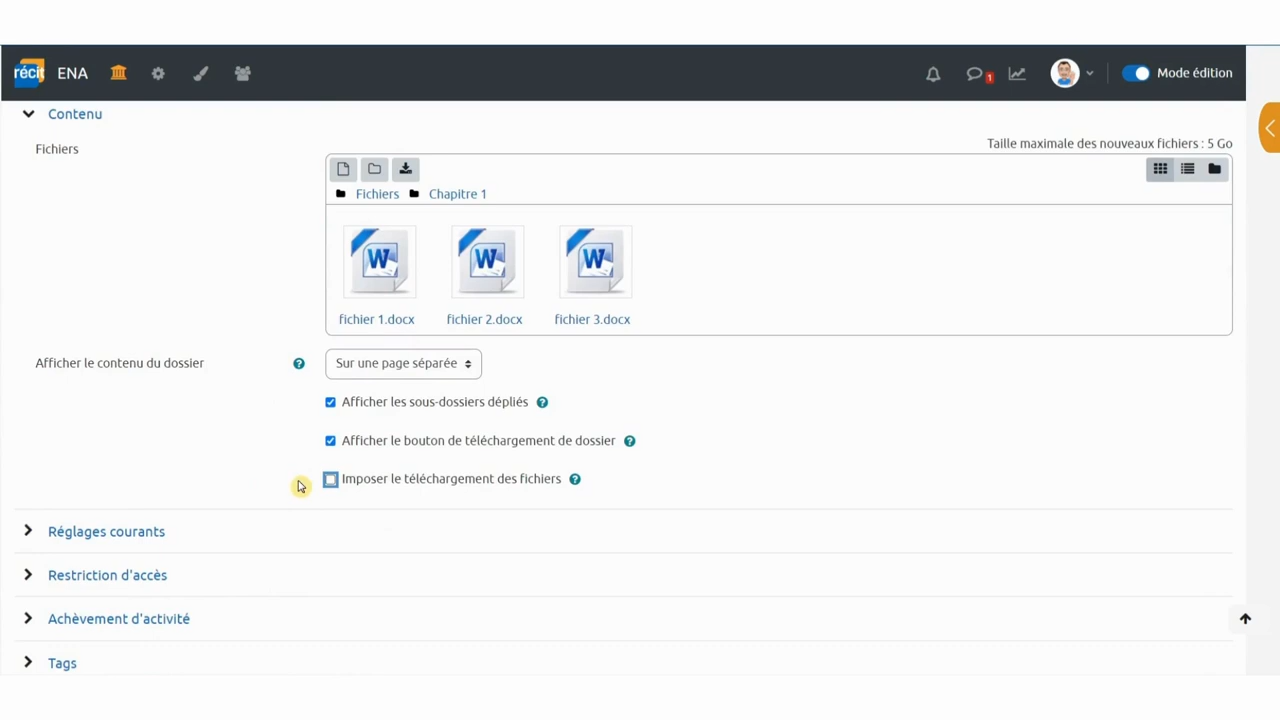 récit ENA 1 Mode édition
Contenu
Fichiers
Taille maximale des nouveaux fichiers : 5 Go
Fichiers Chapitre 1
W W W
fichier 1.docx fichier 2.docx fichier 3.docx
Afficher le contenu du dossier ? Sur une page séparée
Afficher les sous-dossiers dépliés ?
Afficher le bouton de téléchargement de dossier ?
Imposer le téléchargement des fichiers ?
Réglages courants
Restriction d'accès
Achèvement d'activité
Tags